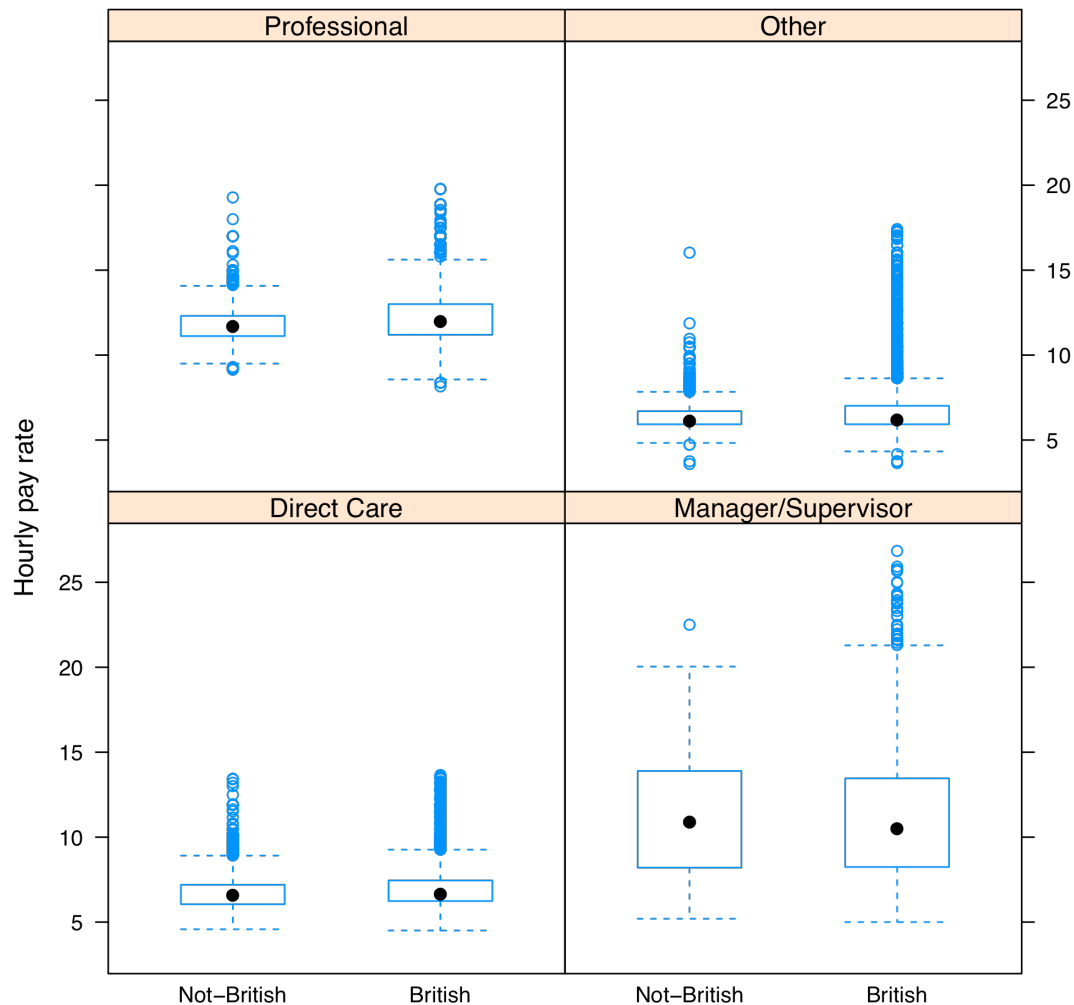 Professional
Other
25
20
15
10
5
Direct Care
Manager/Supervisor
Hourly pay rate
25
20
15
10
5
Not−British
British
Not−British
British